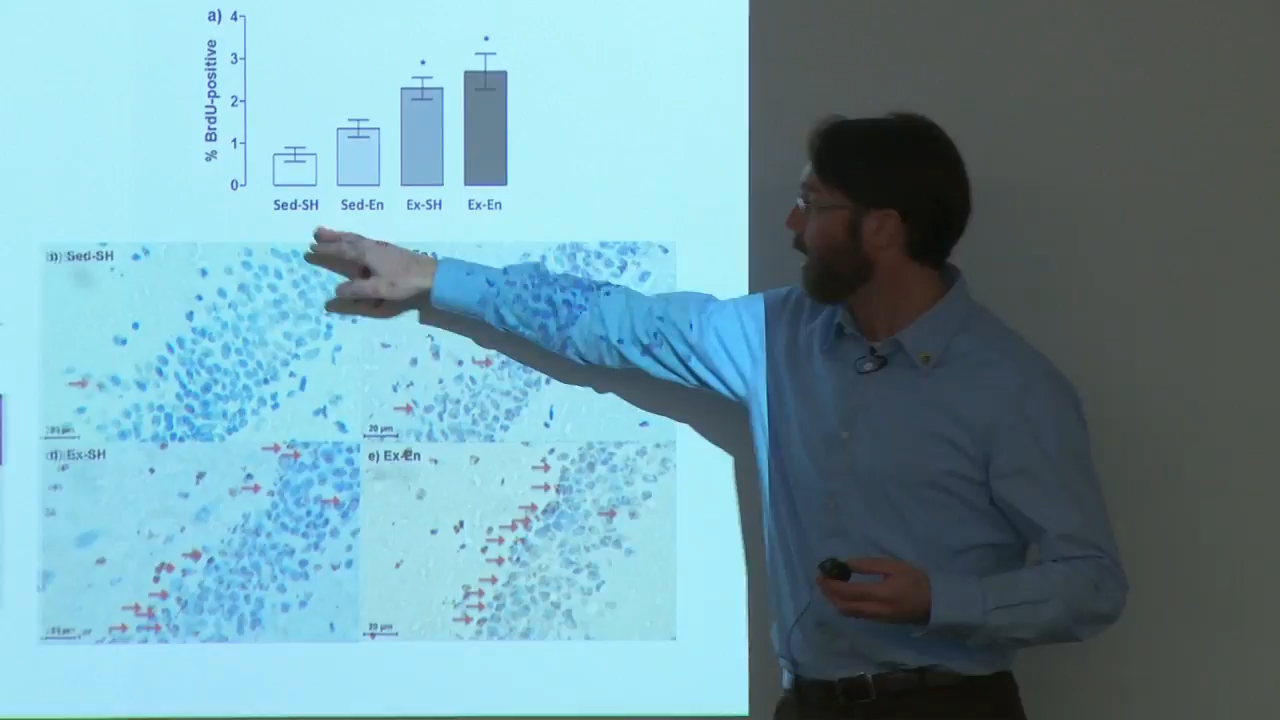 a)
4
3
2
1
0
% BrdU-positive
Sed-SH Sed-En Ex-SH Ex-En
b) Sed-SH
20 µm
d) Ex-SH
e) Ex-En
20 µm